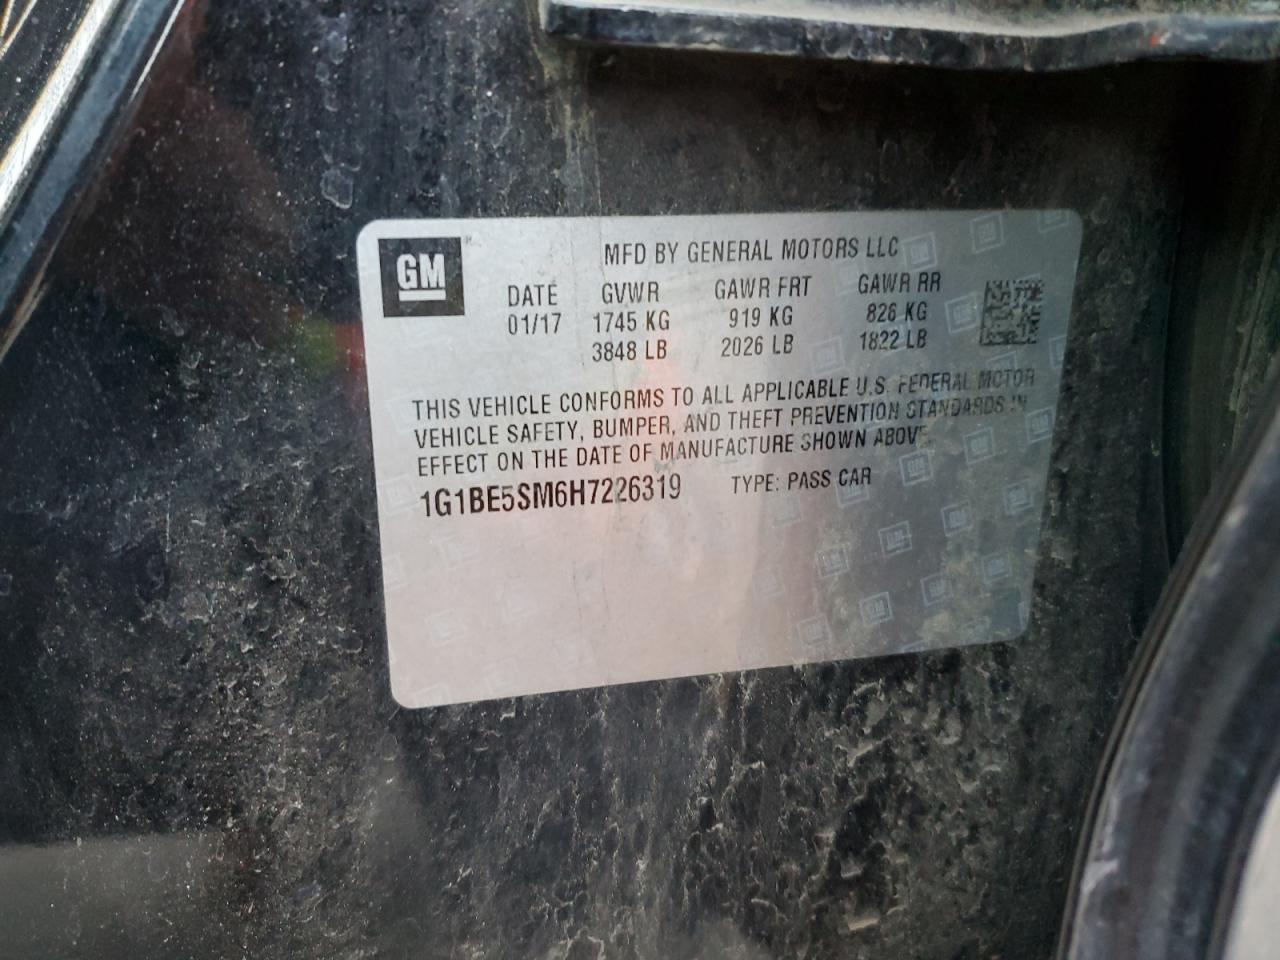 GM
MFD BY GENERAL MOTORS LLC
DATE GVWR GAWR FRT GAWR RR
01/17 1745 KG 919 KG 826 KG
3848 LB 2026 LB 1822 LB
THIS VEHICLE CONFORMS TO ALL APPLICABLE U.S. FEDERAL MOTOR
VEHICLE SAFETY, BUMPER, AND THEFT PREVENTION STANDARDS IN
EFFECT ON THE DATE OF MANUFACTURE SHOWN ABOVE.
1G1BE5SM6H7226319 TYPE: PASS CAR